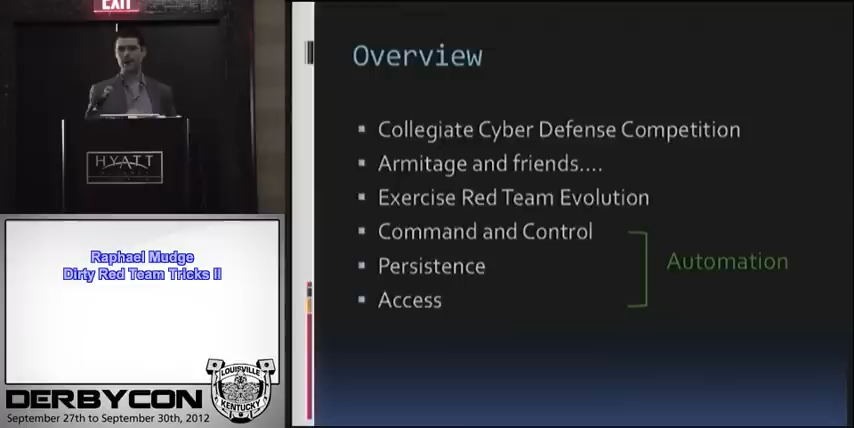 EXIT
HYATT
Raphael Mudge
Dirty Red Team Tricks II
LOUISVILLE
KENTUCKY
DERBYCON
September 27th to September 30th, 2012
Overview
Collegiate Cyber Defense Competition
Armitage and friends....
Exercise Red Team Evolution
Command and Control
Persistence
Access
Automation